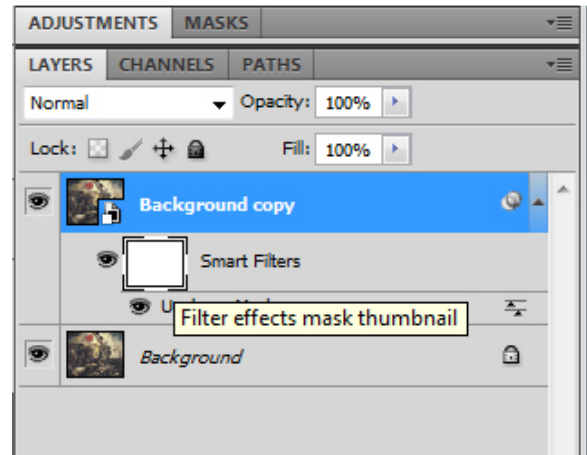 ADJUSTMENTS MASKS
LAYERS CHANNELS PATHS
Normal Opacity: 100%
Lock: Fill: 100%
Background copy
Smart Filters
Filter effects mask thumbnail
Background